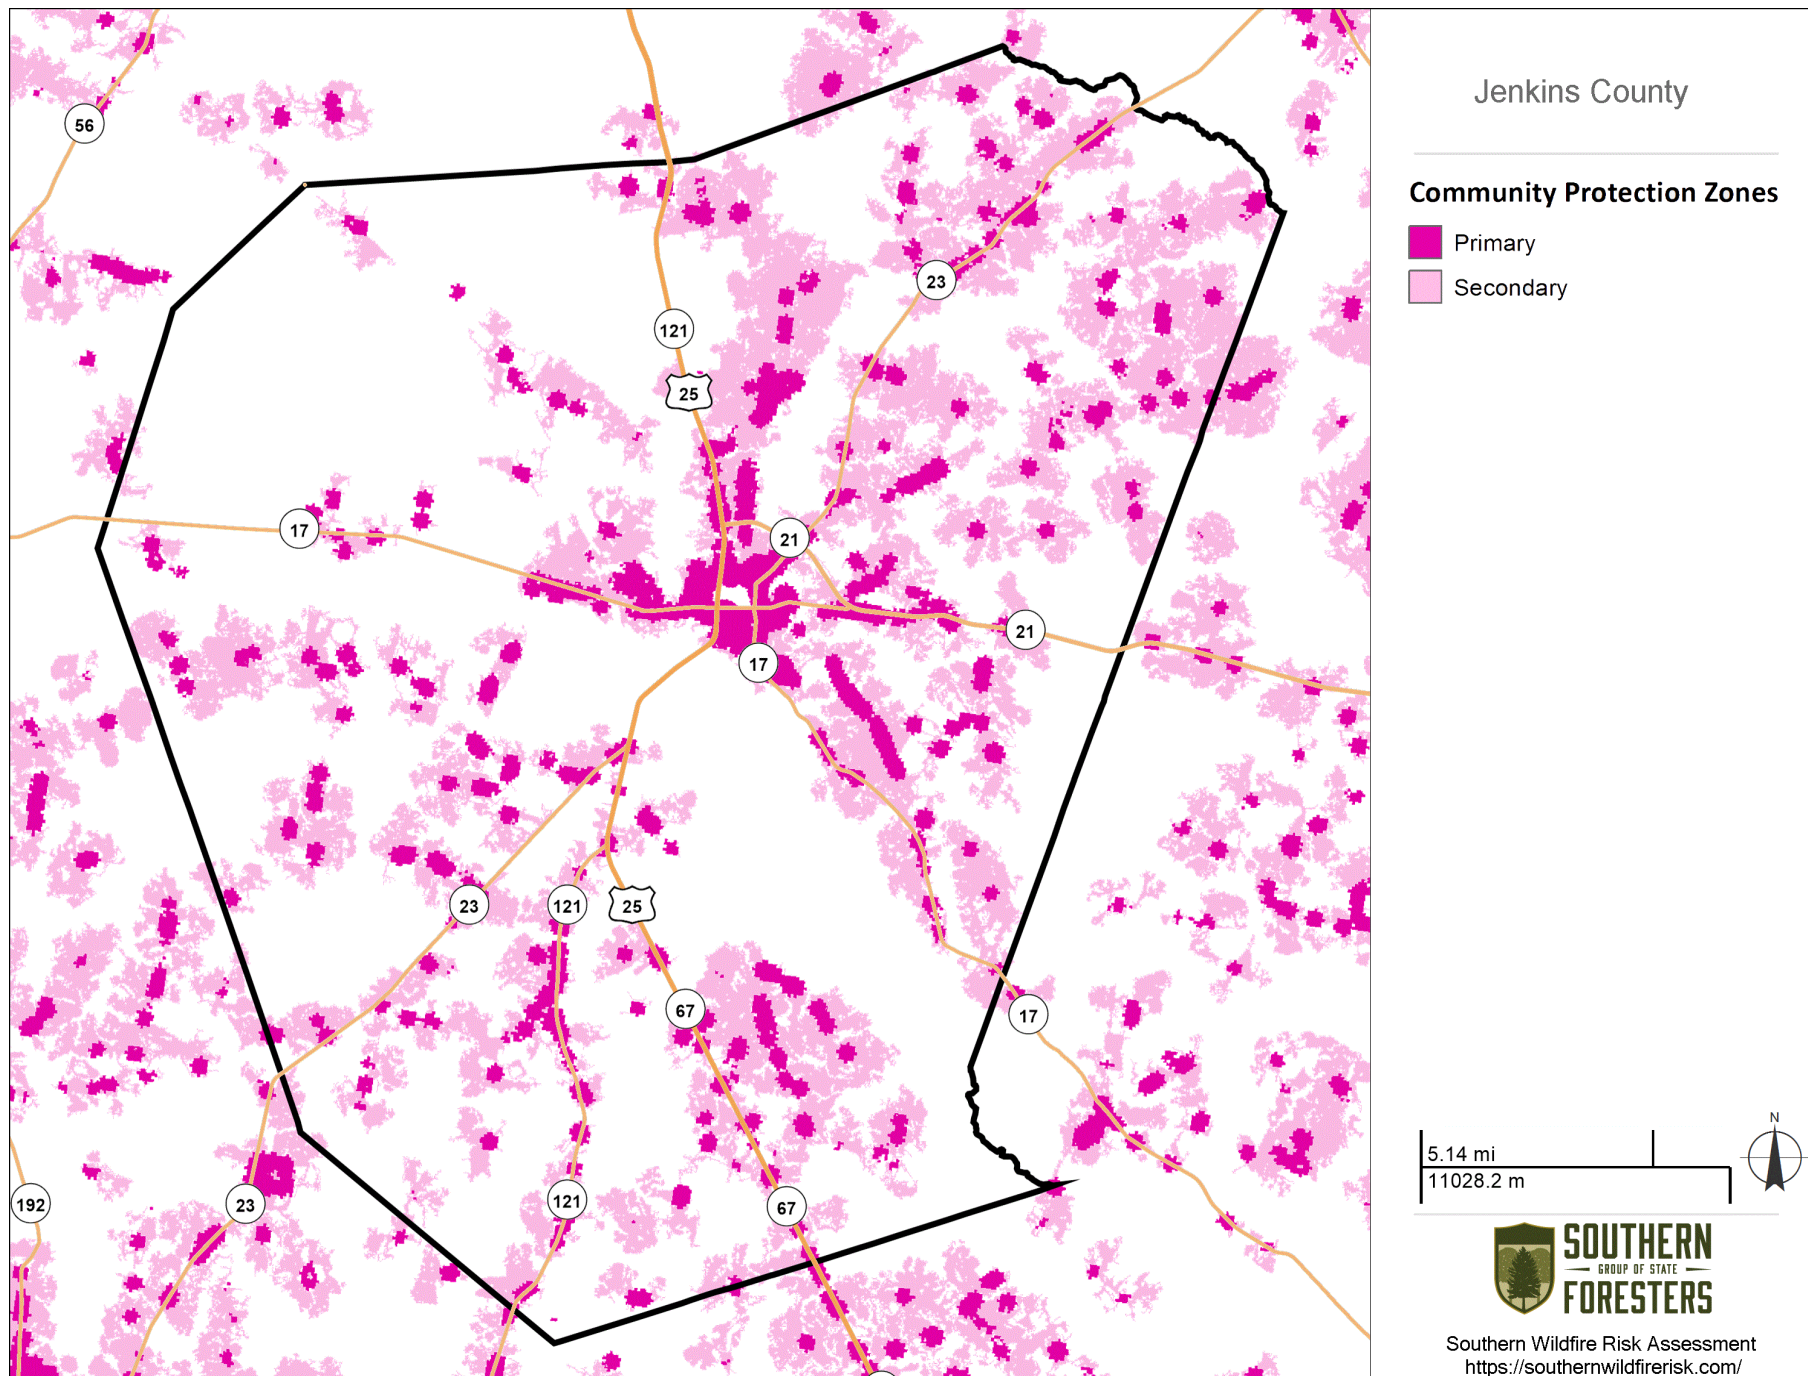 Jenkins County
Community Protection Zones
Primary
Secondary
56
23
121
25
17
21
21
17
23
121
25
67
17
192
23
121
67
N
5.14 mi
11028.2 m
SOUTHERN
GROUP OF STATE
FORESTERS
Southern Wildfire Risk Assessment
https://southernwildfirerisk.com/